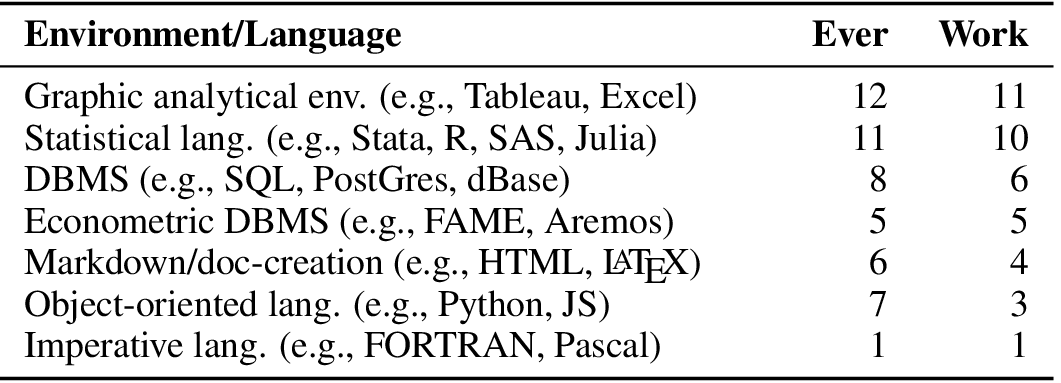 Environment/Language Ever Work
Graphic analytical env. (e.g., Tableau, Excel) 12 11
Statistical lang. (e.g., Stata, R, SAS, Julia) 11 10
DBMS (e.g., SQL, PostGres, dBase) 8 6
Econometric DBMS (e.g., FAME, Aremos) 5 5
Markdown/doc-creation (e.g., HTML, LATEX) 6 4
Object-oriented lang. (e.g., Python, JS) 7 3
Imperative lang. (e.g., FORTRAN, Pascal) 1 1